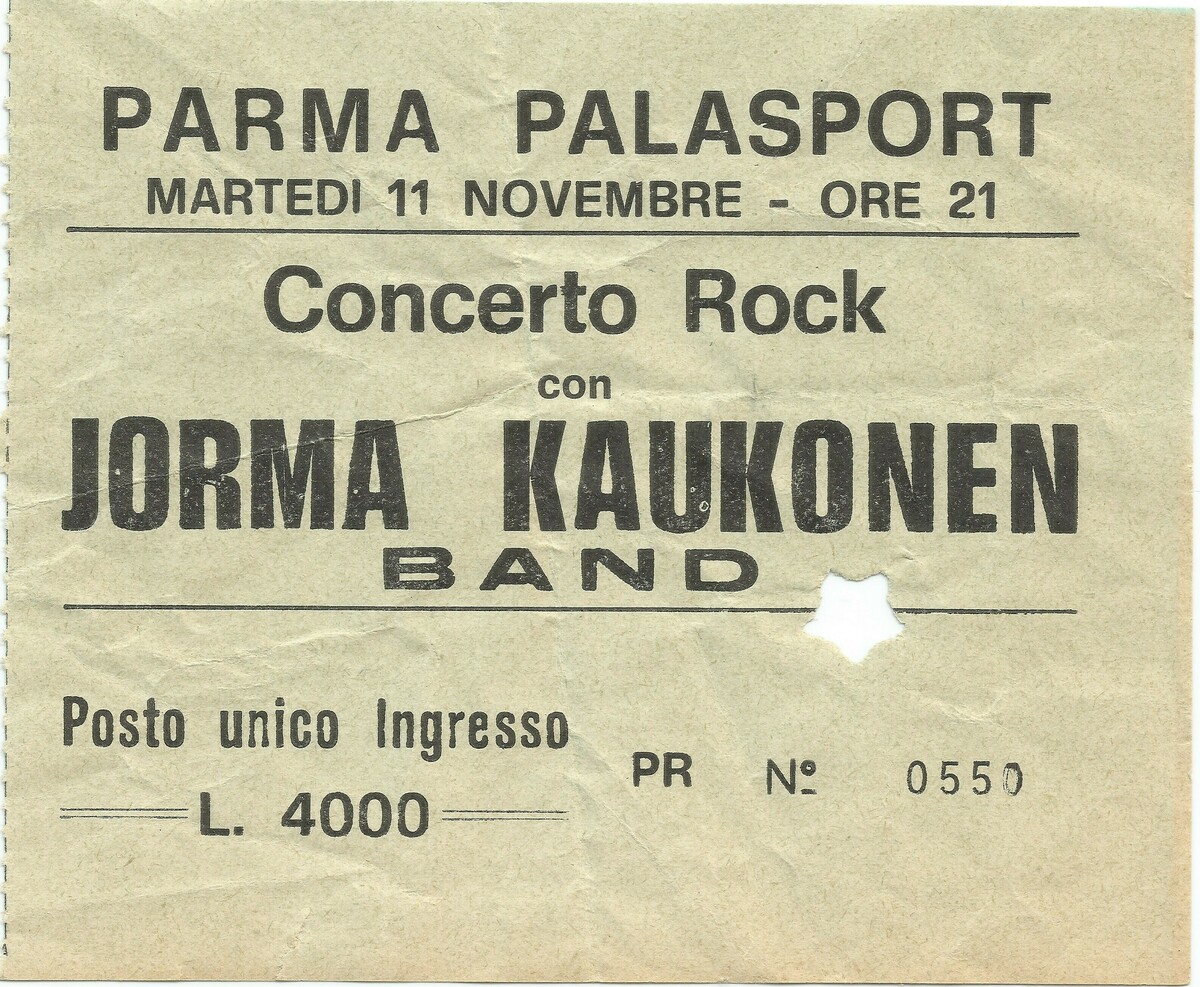 PARMA PALASPORT
MARTEDI 11 NOVEMBRE - ORE 21
Concerto Rock
con
JORMA KAUKONEN
BAND
Posto unico Ingresso
L. 4000
PR Nº 0550